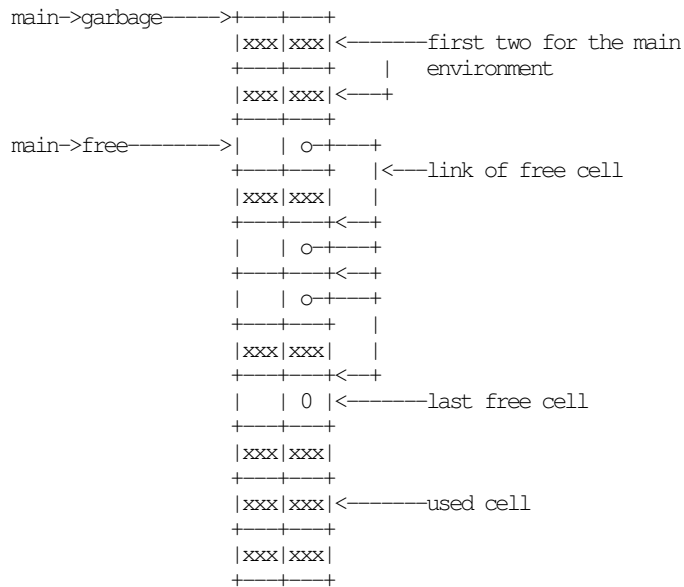 main->garbage----->+---+---+
                   |xxx|xxx|<-------first two for the main
                   +---+---+    |   environment
                   |xxx|xxx|<---+
                   +---+---+
main->free-------->|   | o-+---+
                   +---+---+   |<---link of free cell
                   |xxx|xxx|   |
                   +---+---+<--+
                   |   | o-+---+
                   +---+---+<--+
                   |   | o-+---+
                   +---+---+   |
                   |xxx|xxx|   |
                   +---+---+<--+
                   |   | 0 |<-------last free cell
                   +---+---+
                   |xxx|xxx|
                   +---+---+
                   |xxx|xxx|<-------used cell
                   +---+---+
                   |xxx|xxx|
                   +---+---+